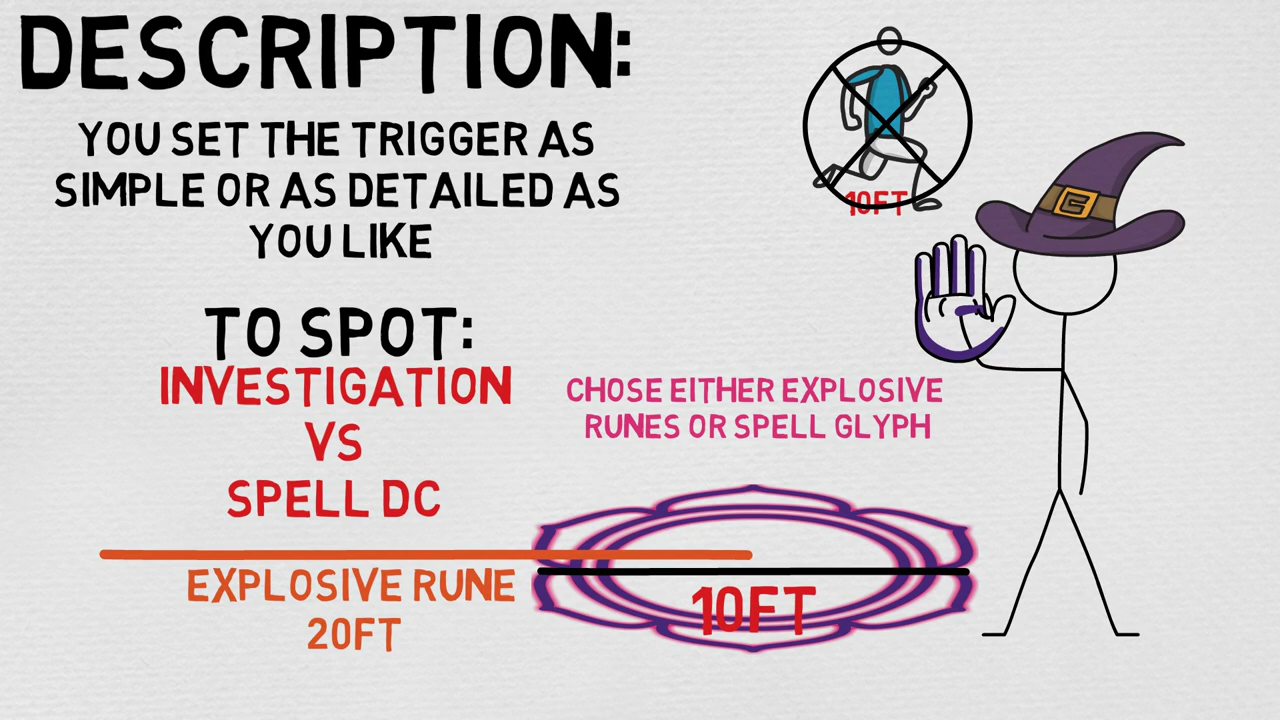 DESCRIPTION:
YOU SET THE TRIGGER AS
SIMPLE OR AS DETAILED AS
YOU LIKE
TO SPOT:
INVESTIGATION
VS
SPELL DC
EXPLOSIVE RUNE
20FT
10FT
CHOSE EITHER EXPLOSIVE
RUNES OR SPELL GLYPH
10FT